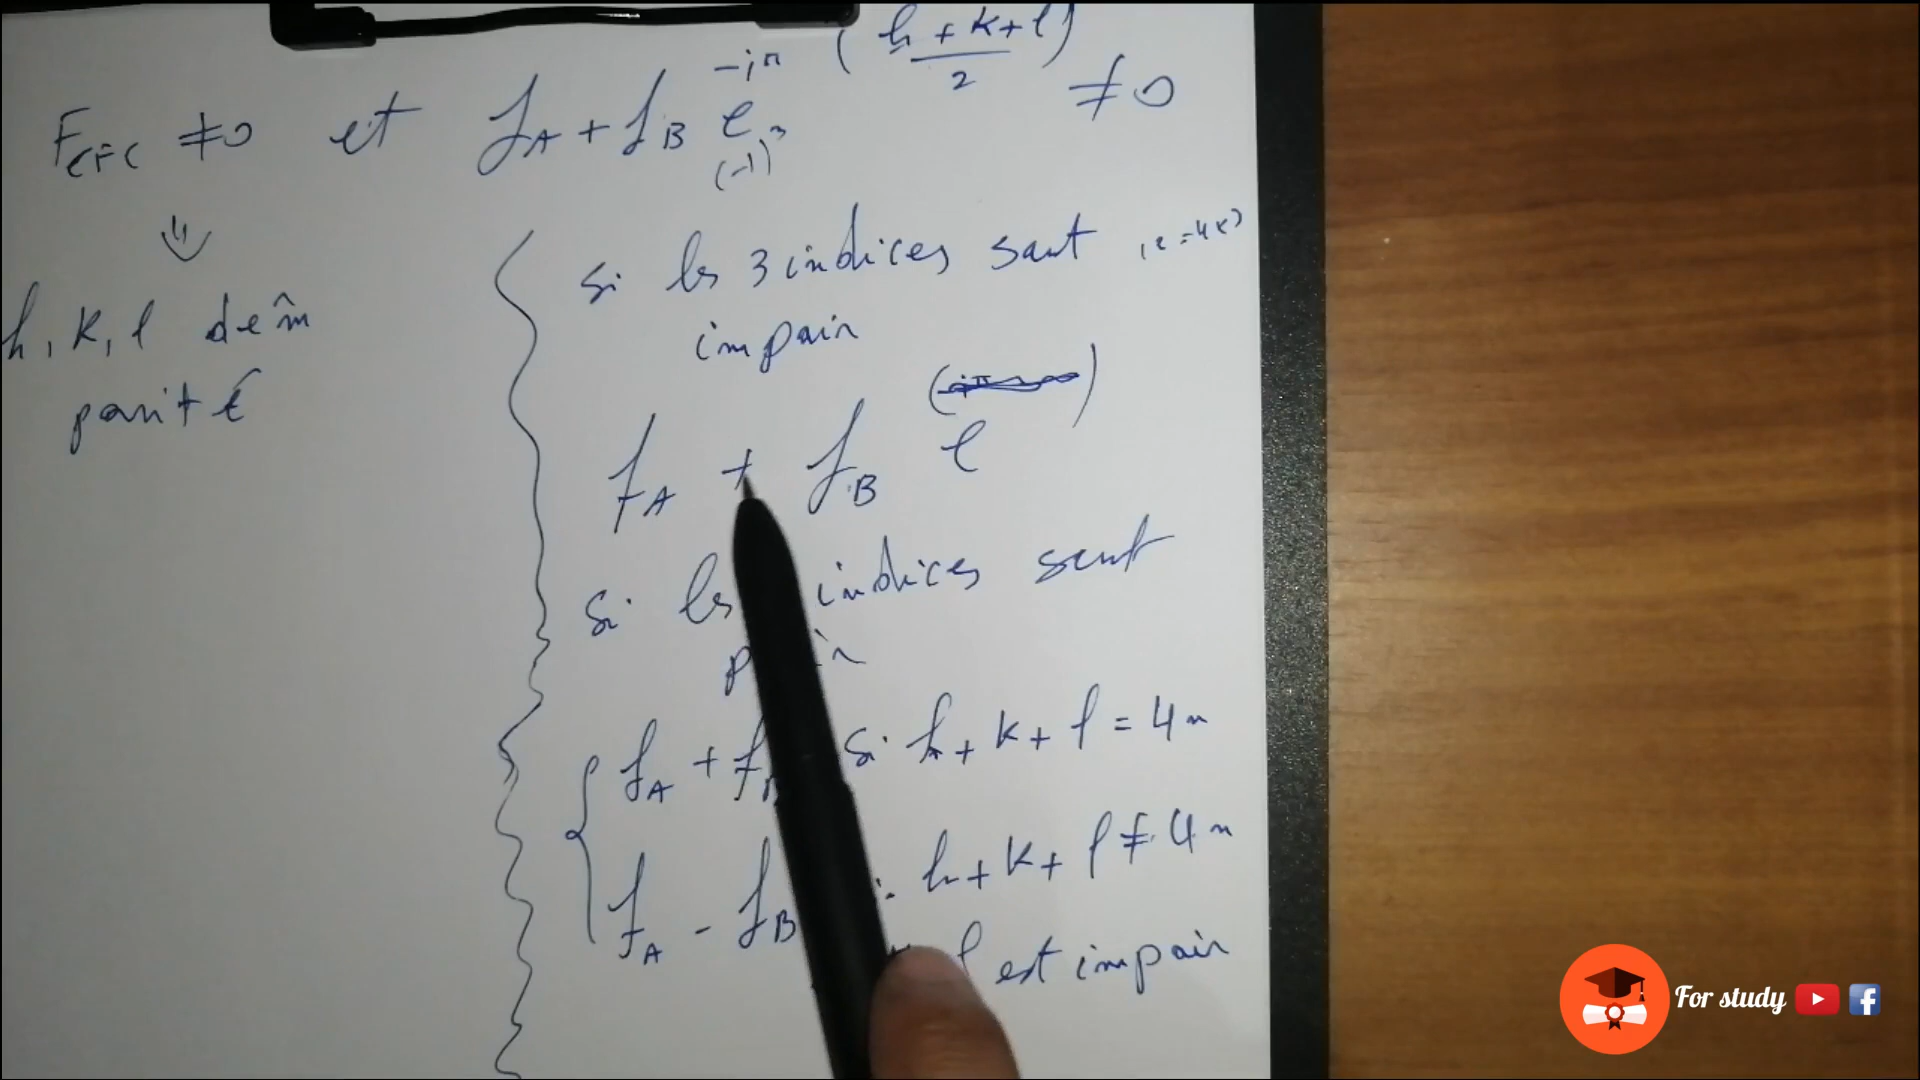 F_CFC ≠0 et f_A + f_B e^{-iπ (h+k+l)/2} ≠0
(-1)^n
⇓
h, k, l de m̂
parité
si les 3 indices sont
impair
f_A + f_B e
si les indices sont
f_A + f si h+k+l = 4n
f_A - f_B h+k+l ≠ 4n
est impair
For study